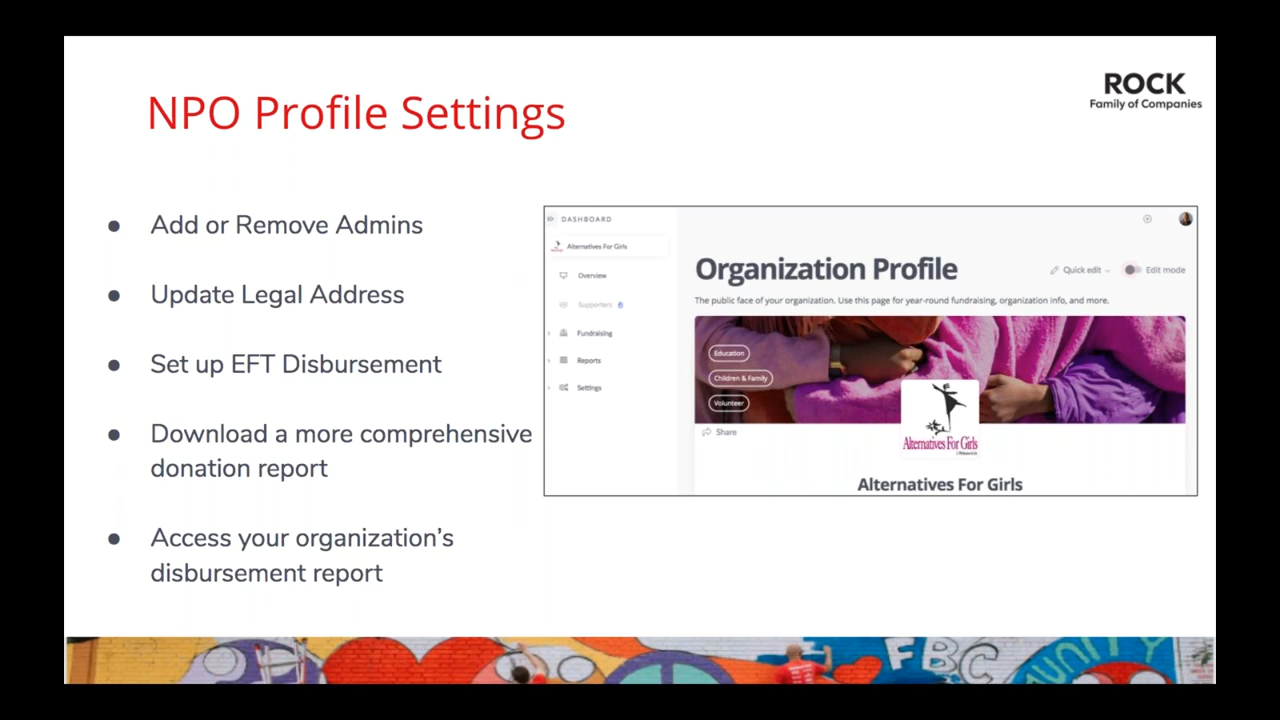 ROCK
Family of Companies
NPO Profile Settings
● Add or Remove Admins
● Update Legal Address
● Set up EFT Disbursement
● Download a more comprehensive
donation report
● Access your organization's
disbursement report
DASHBOARD
Alternatives For Girls
Overview
Supporters
Fundraising
Reports
Settings
Organization Profile
Quick edit
Edit mode
The public face of your organization. Use this page for year-round fundraising, organization info, and more.
Education
Children & Family
Volunteer
Share
Alternatives For Girls
Alternatives For Girls
FBC
UNITY